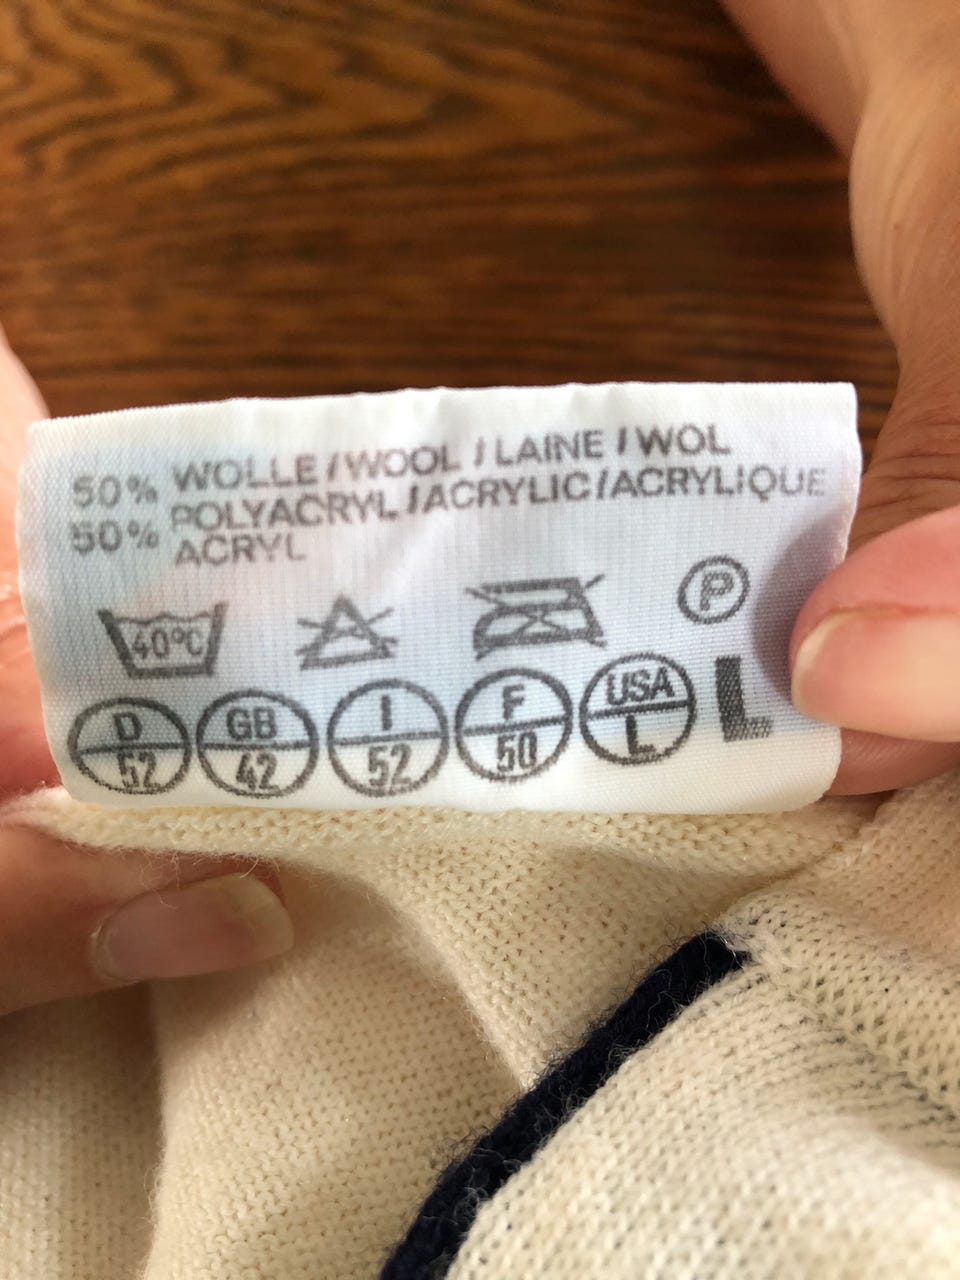 50% WOLLE/WOOL/LAINE/WOL
50% POLYACRYL/ACRYLIC/ACRYLIQUE
ACRYL
40°C P
D GB I F USA L
52 42 52 50 L